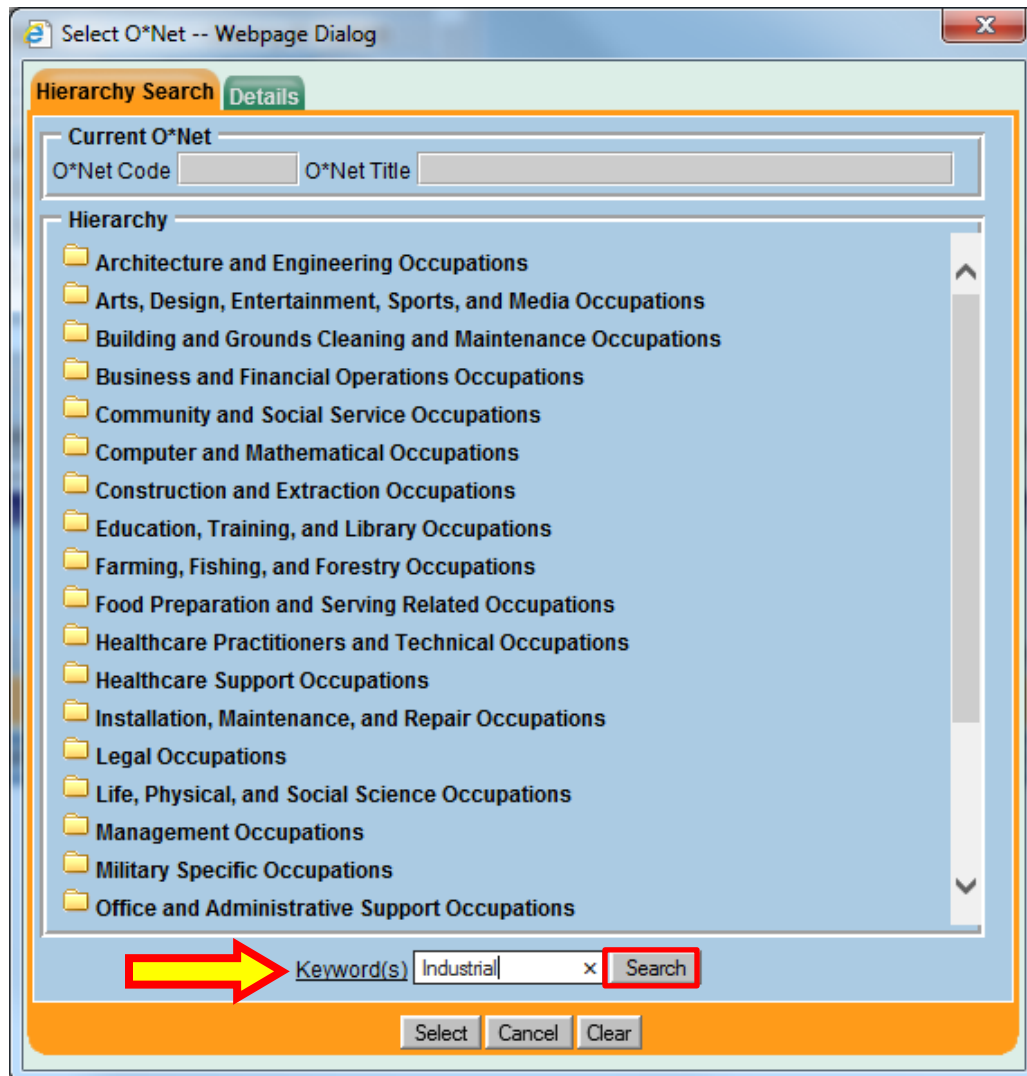 Select O*Net -- Webpage Dialog
x
Hierarchy Search Details
Current O*Net
O*Net Code O*Net Title
Hierarchy
Architecture and Engineering Occupations
Arts, Design, Entertainment, Sports, and Media Occupations
Building and Grounds Cleaning and Maintenance Occupations
Business and Financial Operations Occupations
Community and Social Service Occupations
Computer and Mathematical Occupations
Construction and Extraction Occupations
Education, Training, and Library Occupations
Farming, Fishing, and Forestry Occupations
Food Preparation and Serving Related Occupations
Healthcare Practitioners and Technical Occupations
Healthcare Support Occupations
Installation, Maintenance, and Repair Occupations
Legal Occupations
Life, Physical, and Social Science Occupations
Management Occupations
Military Specific Occupations
Office and Administrative Support Occupations
Keyword(s) Industrial × Search
Select Cancel Clear